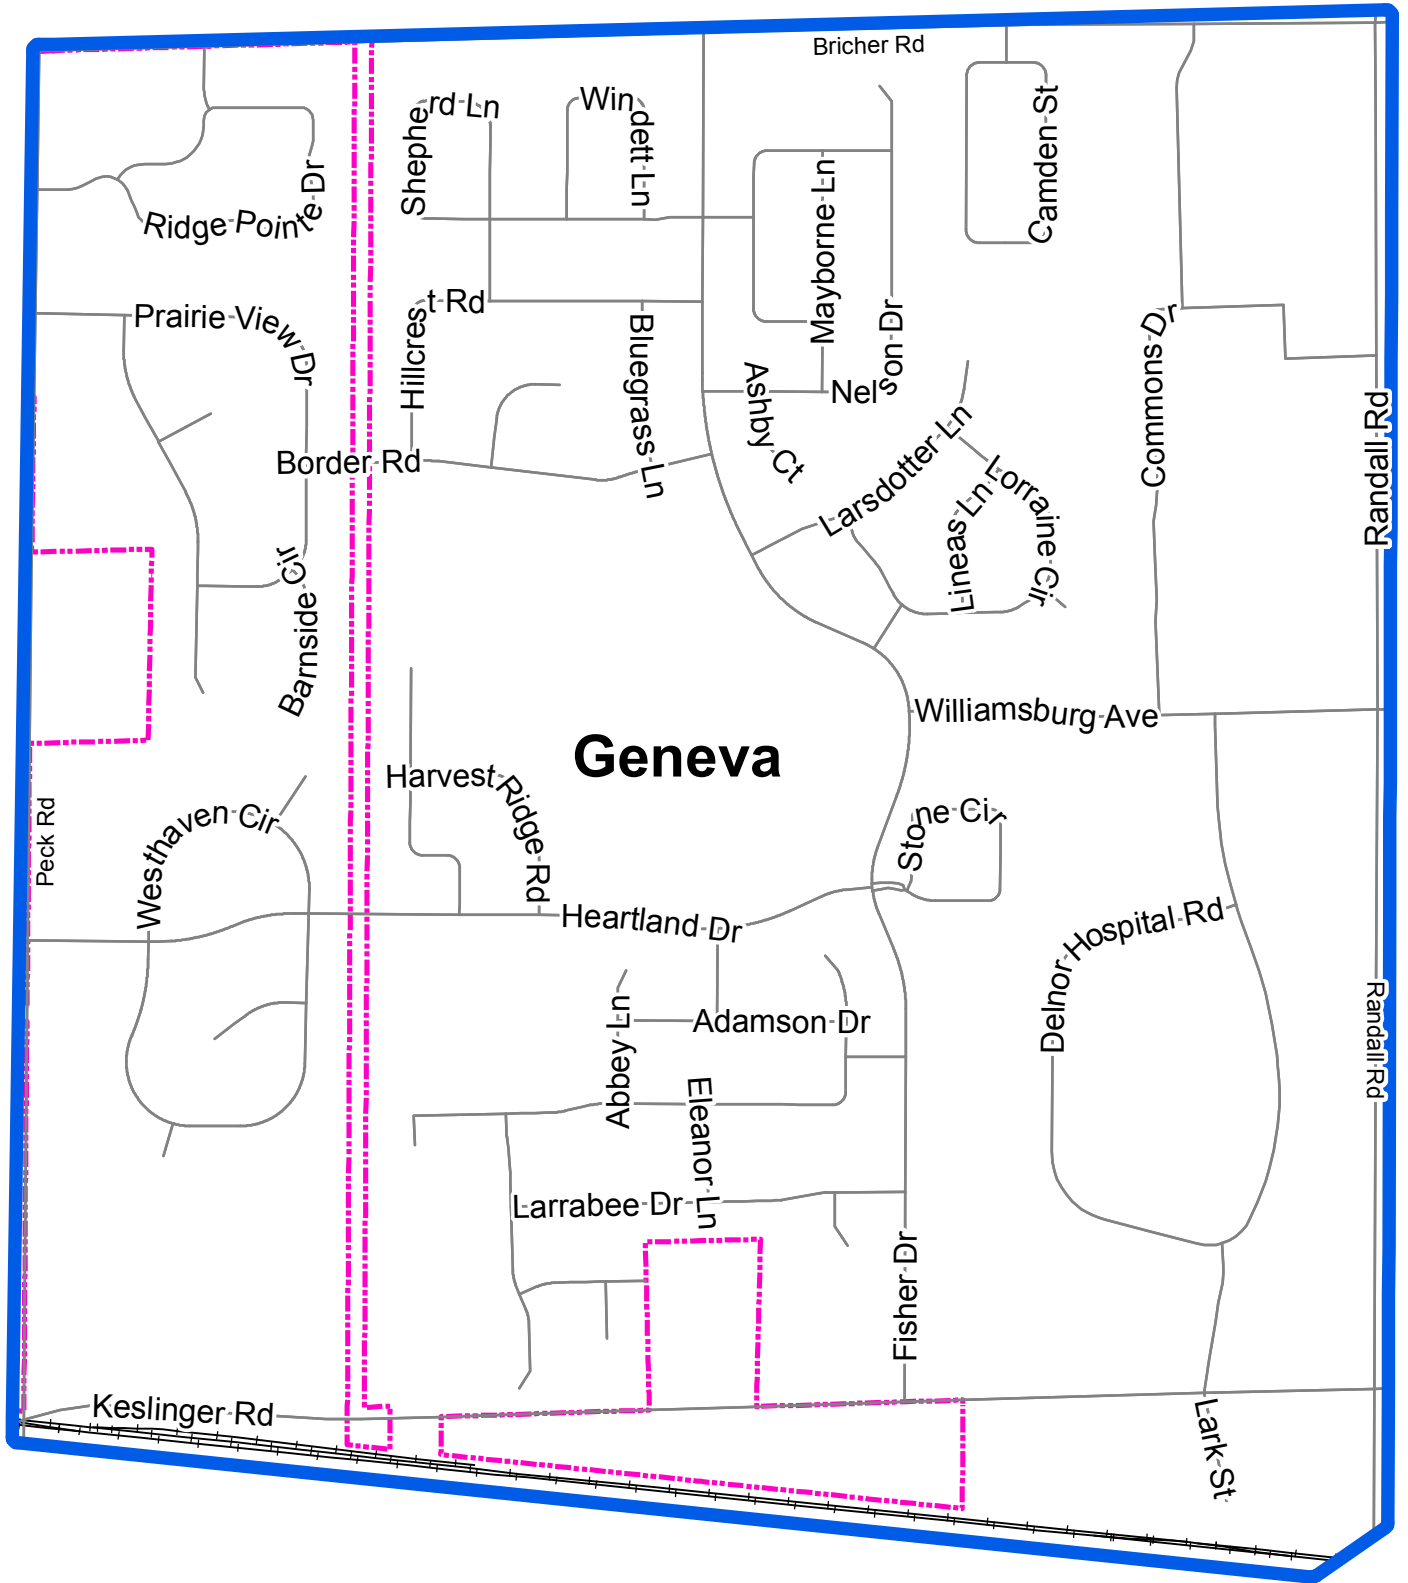 Bricher Rd
Shepherd Ln
Windett Ln
Camden St
Ridge Pointe Dr
Mayborne Ln
Prairie View Dr
Hillcrest Rd
Bluegrass Ln
Nelson Dr
Ashby Ct
Commons Dr
Randall Rd
Border Rd
Larsdotter Ln
Lorraine Cir
Lineas Ln
Barnside Cir
Williamsburg Ave
Geneva
Harvest Ridge Rd
Peck Rd
Westhaven Cir
Stone Cir
Heartland Dr
Delnor Hospital Rd
Abbey Ln
Adamson Dr
Randall Rd
Eleanor Ln
Larrabee Dr
Fisher Dr
Keslinger Rd
Lark St